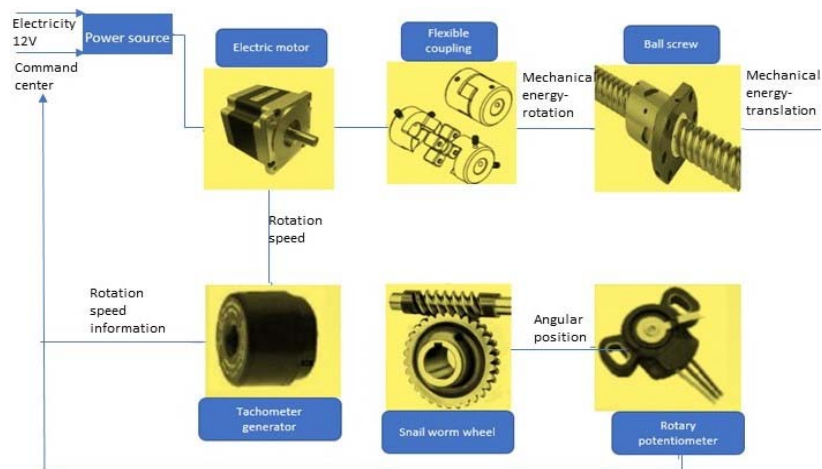 Electricity
12V
Power source
Command
center
Electric motor
Flexible
coupling
Mechanical
energy-
rotation
Ball screw
Mechanical
energy-
translation
Rotation
speed
Rotation
speed
information
Tachometer
generator
Snail worm wheel
Angular
position
Rotary
potentiometer